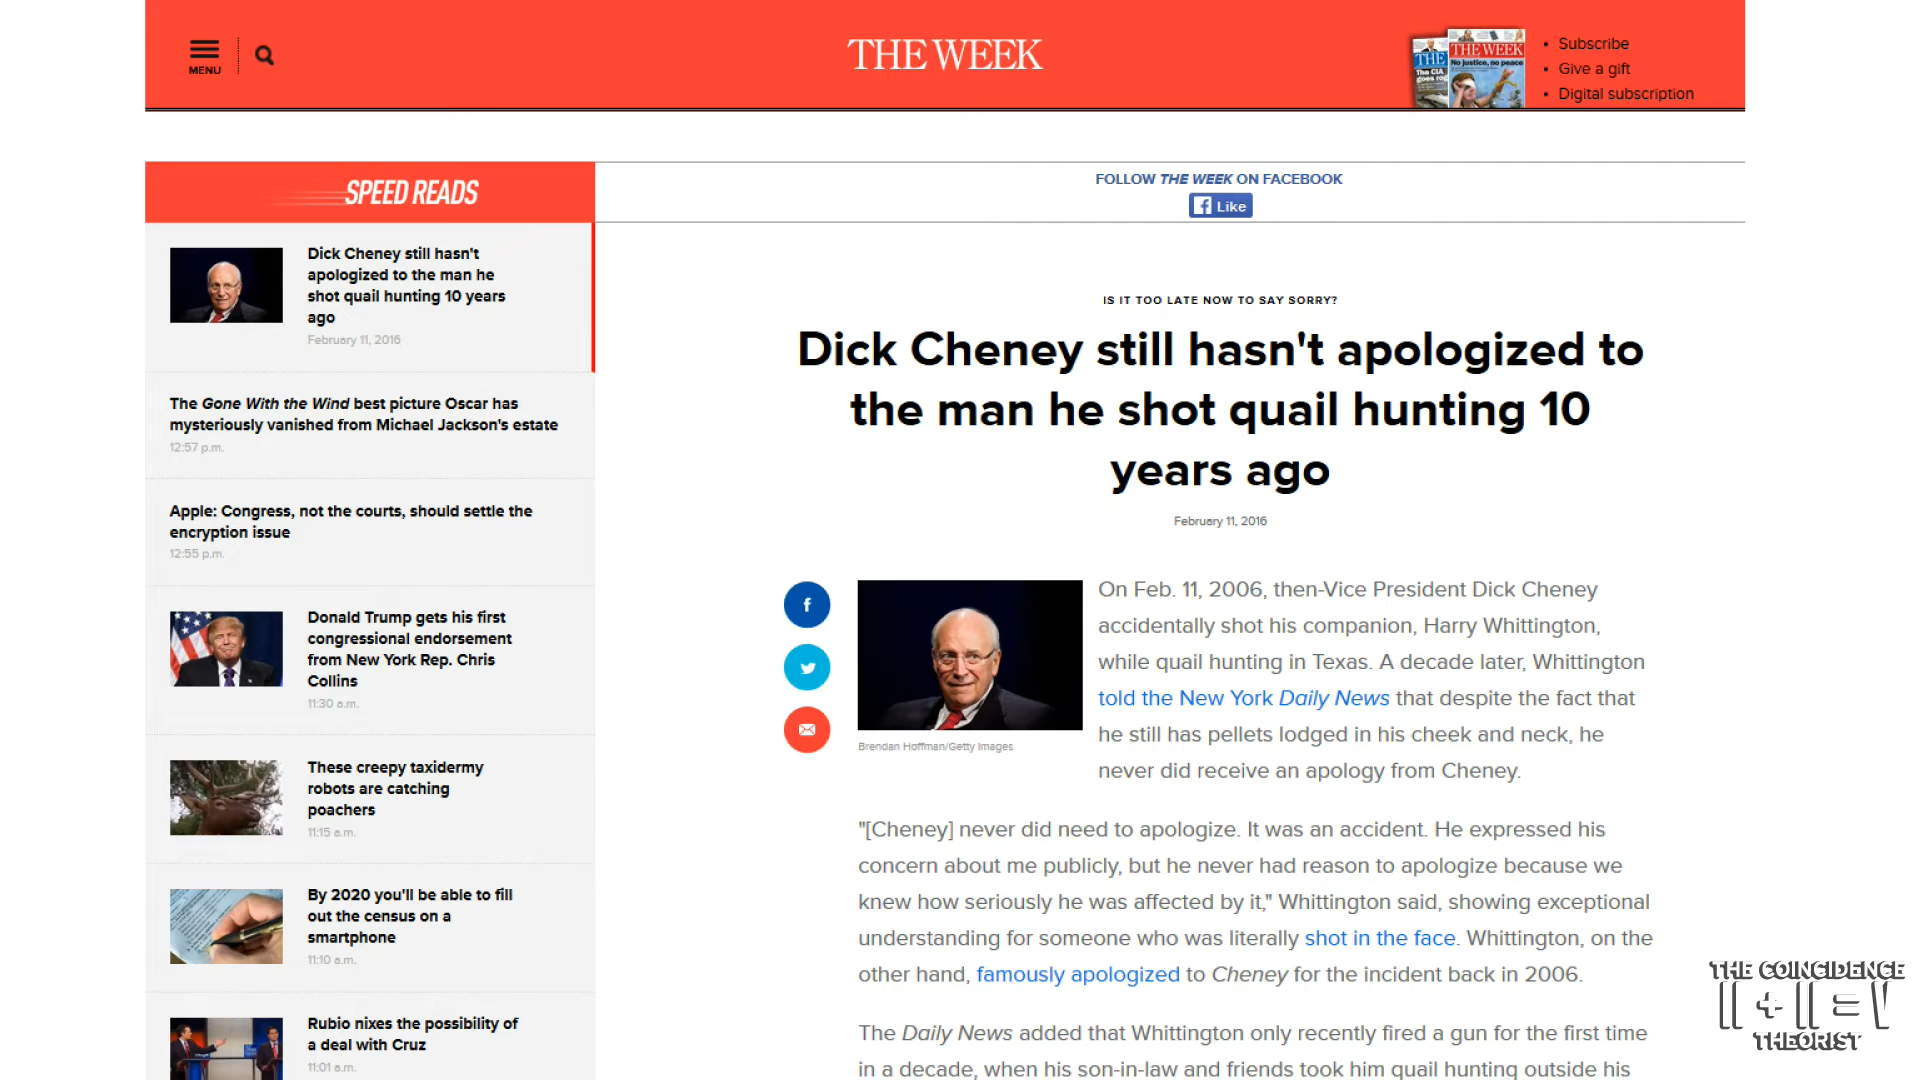 MENU
THE WEEK
THE
The CIA
goes rog
THE WEEK
No justice, no peace
• Subscribe
• Give a gift
• Digital subscription
SPEED READS
Dick Cheney still hasn't
apologized to the man he
shot quail hunting 10 years
ago
February 11, 2016
The Gone With the Wind best picture Oscar has
mysteriously vanished from Michael Jackson's estate
12:57 p.m.
Apple: Congress, not the courts, should settle the
encryption issue
12:55 p.m.
Donald Trump gets his first
congressional endorsement
from New York Rep. Chris
Collins
11:30 a.m.
These creepy taxidermy
robots are catching
poachers
11:15 a.m.
By 2020 you'll be able to fill
out the census on a
smartphone
11:10 a.m.
Rubio nixes the possibility of
a deal with Cruz
11:01 a.m.
FOLLOW THE WEEK ON FACEBOOK
Like
IS IT TOO LATE NOW TO SAY SORRY?
Dick Cheney still hasn't apologized to
the man he shot quail hunting 10
years ago
February 11, 2016
Brendan Hoffman/Getty Images
On Feb. 11, 2006, then-Vice President Dick Cheney
accidentally shot his companion, Harry Whittington,
while quail hunting in Texas. A decade later, Whittington
told the New York Daily News that despite the fact that
he still has pellets lodged in his cheek and neck, he
never did receive an apology from Cheney.
"[Cheney] never did need to apologize. It was an accident. He expressed his
concern about me publicly, but he never had reason to apologize because we
knew how seriously he was affected by it," Whittington said, showing exceptional
understanding for someone who was literally shot in the face. Whittington, on the
other hand, famously apologized to Cheney for the incident back in 2006.
The Daily News added that Whittington only recently fired a gun for the first time
in a decade, when his son-in-law and friends took him quail hunting outside his
THE COINCIDENCE
|| + || = \/
THEORIST